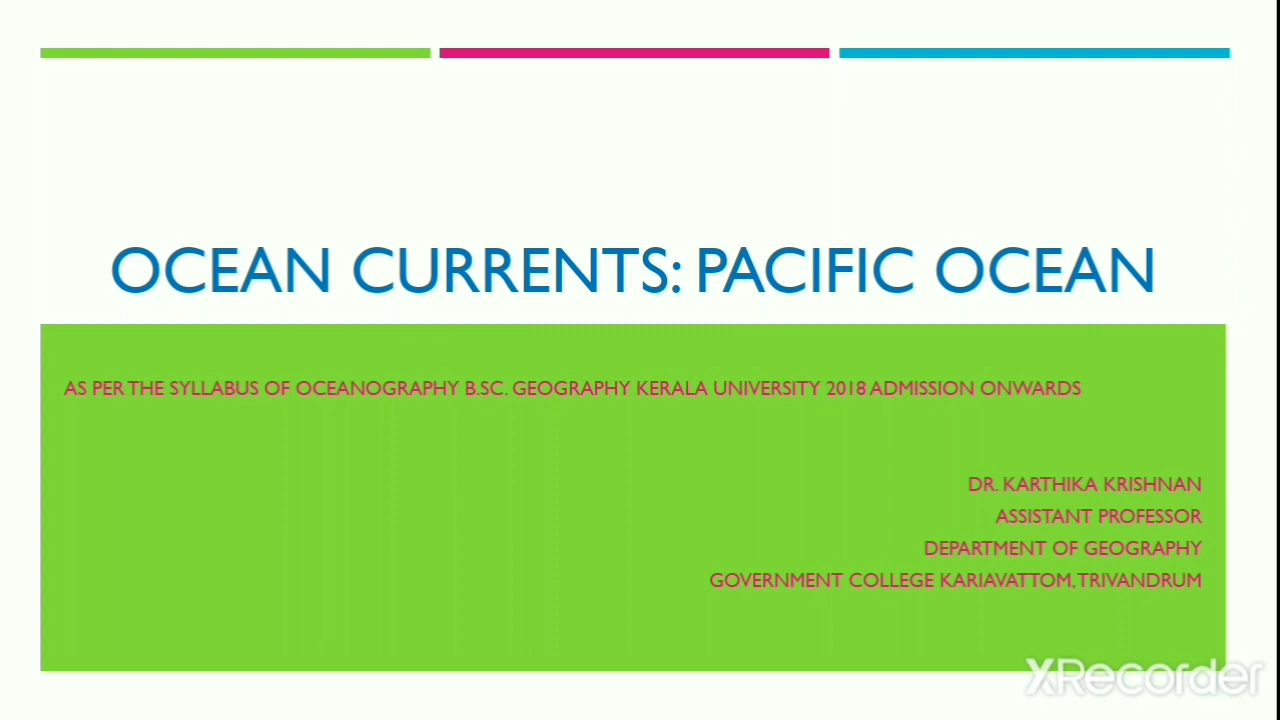 OCEAN CURRENTS: PACIFIC OCEAN
AS PER THE SYLLABUS OF OCEANOGRAPHY B.SC. GEOGRAPHY KERALA UNIVERSITY 2018 ADMISSION ONWARDS
DR. KARTHIKA KRISHNAN
ASSISTANT PROFESSOR
DEPARTMENT OF GEOGRAPHY
GOVERNMENT COLLEGE KARIAVATTOM, TRIVANDRUM
XRecorder